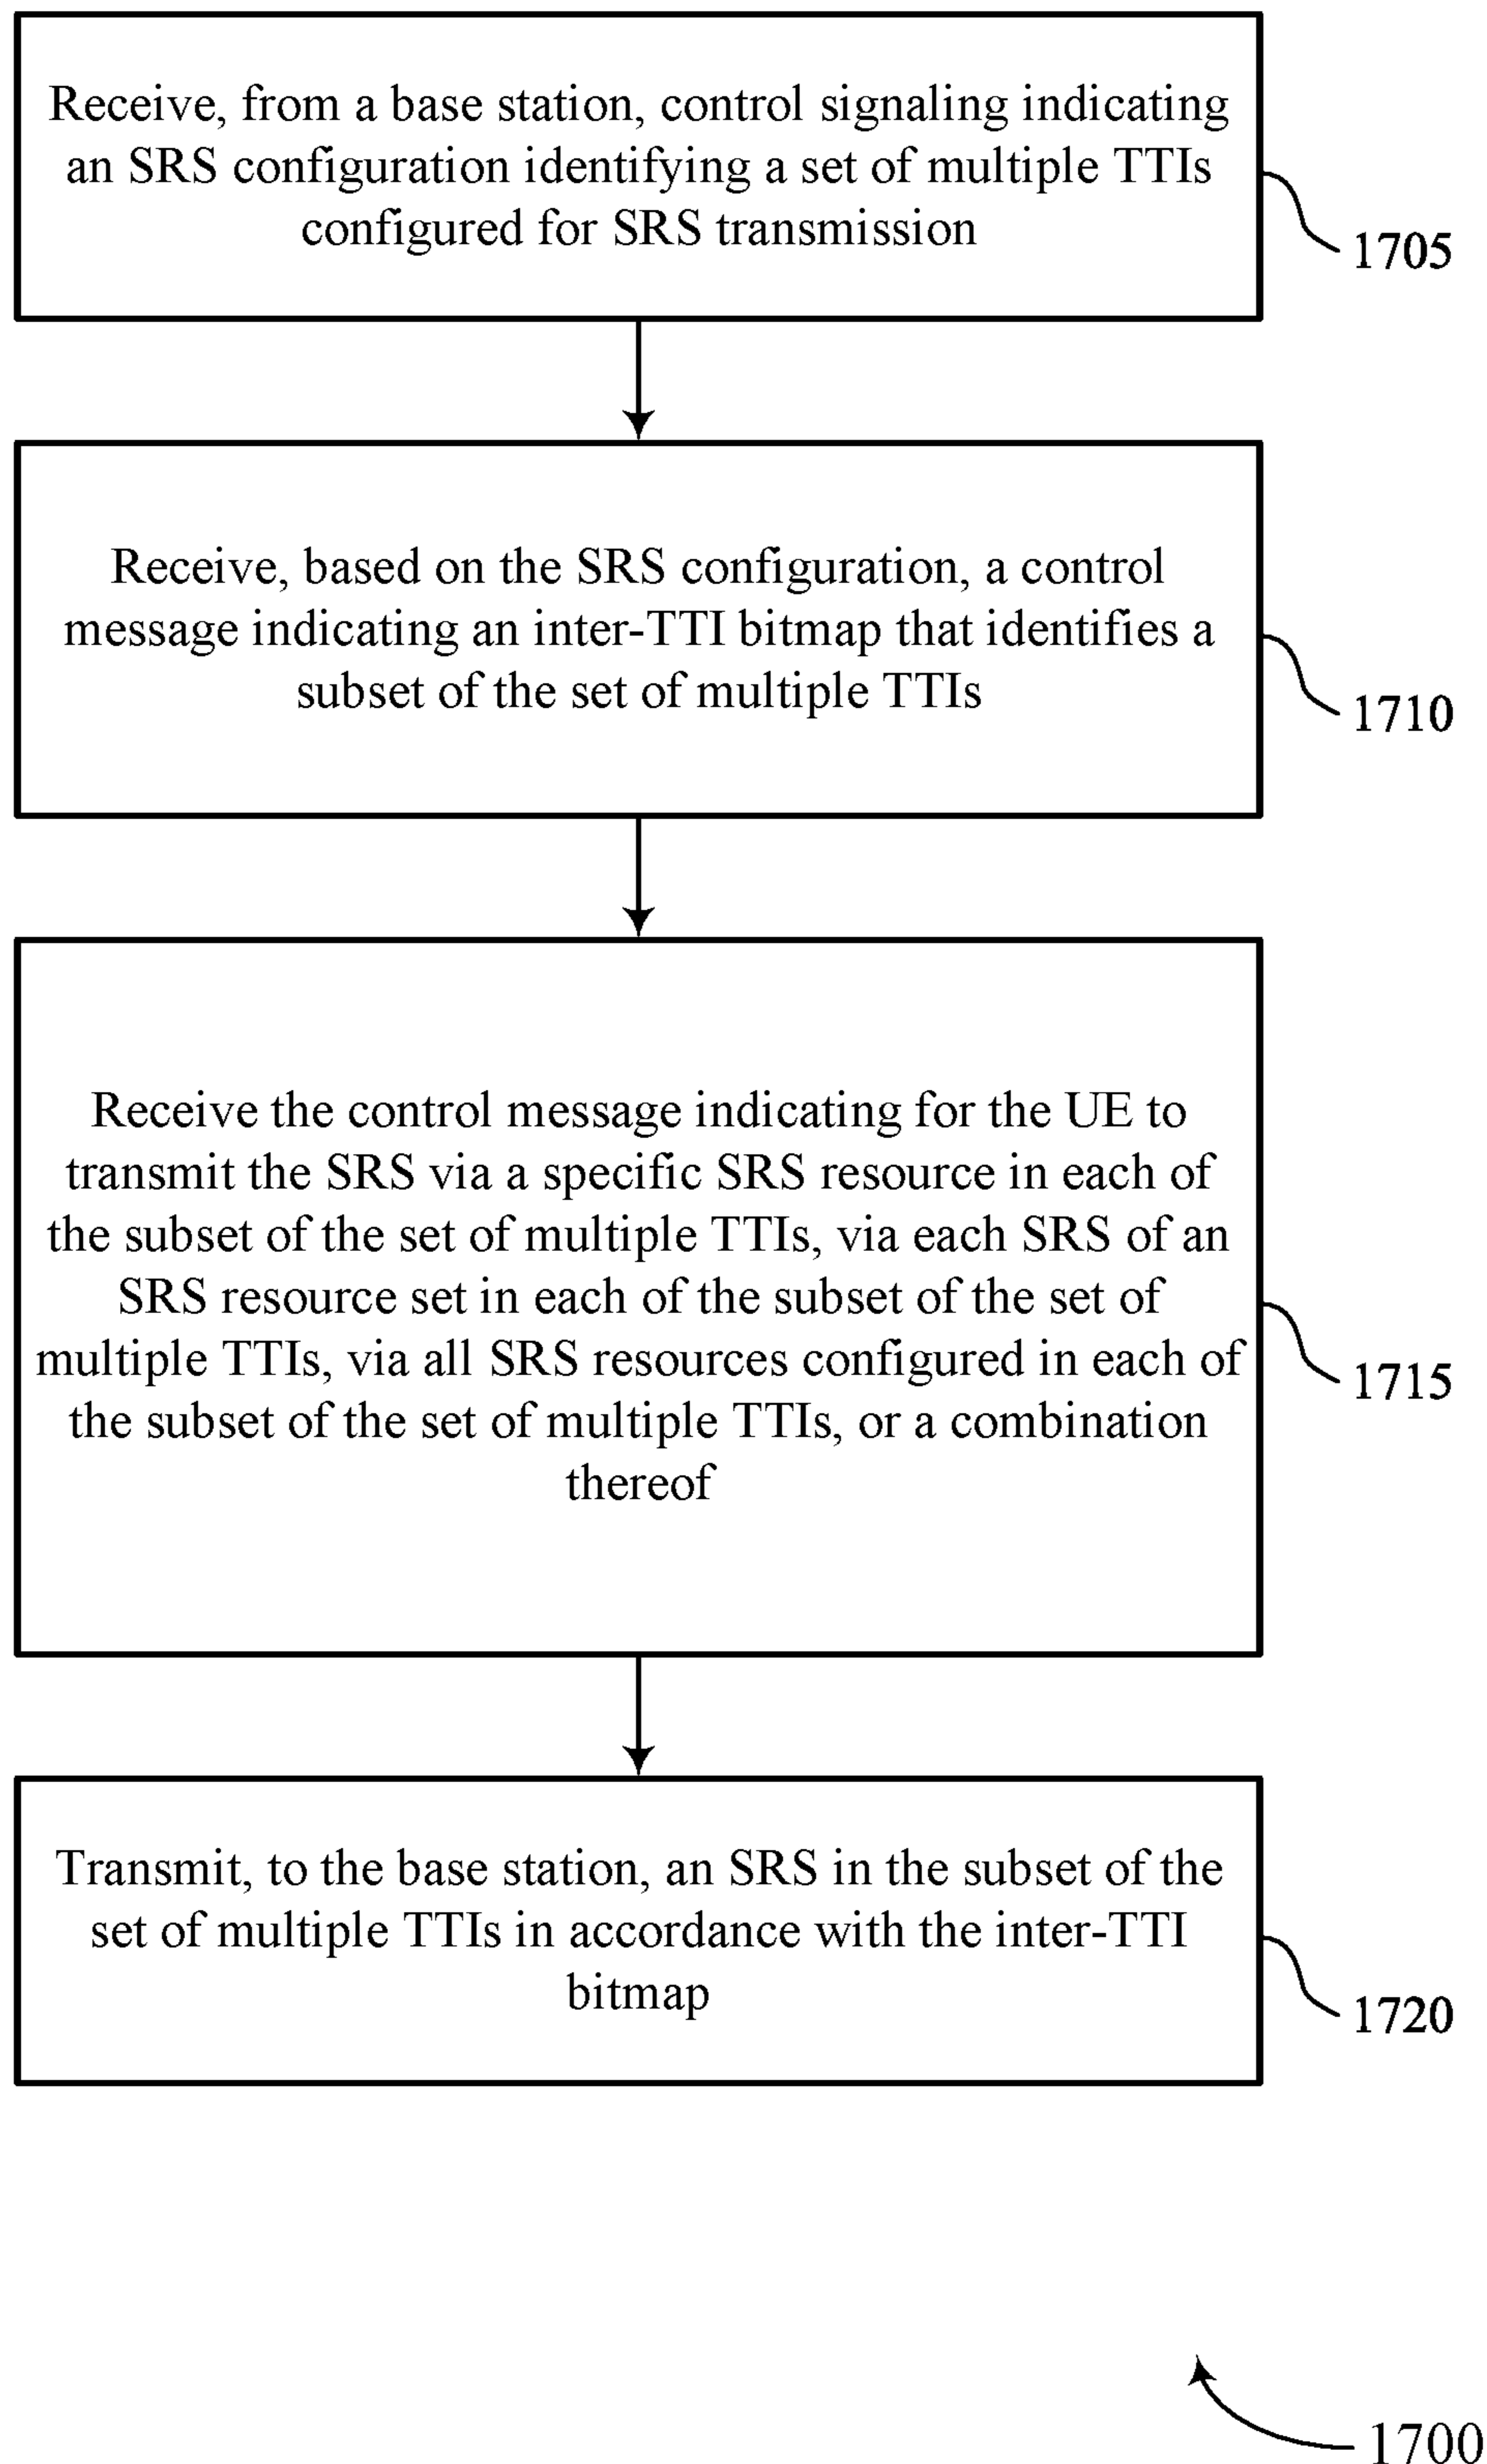 Receive, from a base station, control signaling indicating
an SRS configuration identifying a set of multiple TTIs
configured for SRS transmission
1705
Receive, based on the SRS configuration, a control
message indicating an inter-TTI bitmap that identifies a
subset of the set of multiple TTIs
1710
Receive the control message indicating for the UE to
transmit the SRS via a specific SRS resource in each of
the subset of the set of multiple TTIs, via each SRS of an
SRS resource set in each of the subset of the set of
multiple TTIs, via all SRS resources configured in each of
the subset of the set of multiple TTIs, or a combination
thereof
1715
Transmit, to the base station, an SRS in the subset of the
set of multiple TTIs in accordance with the inter-TTI
bitmap
1720
1700